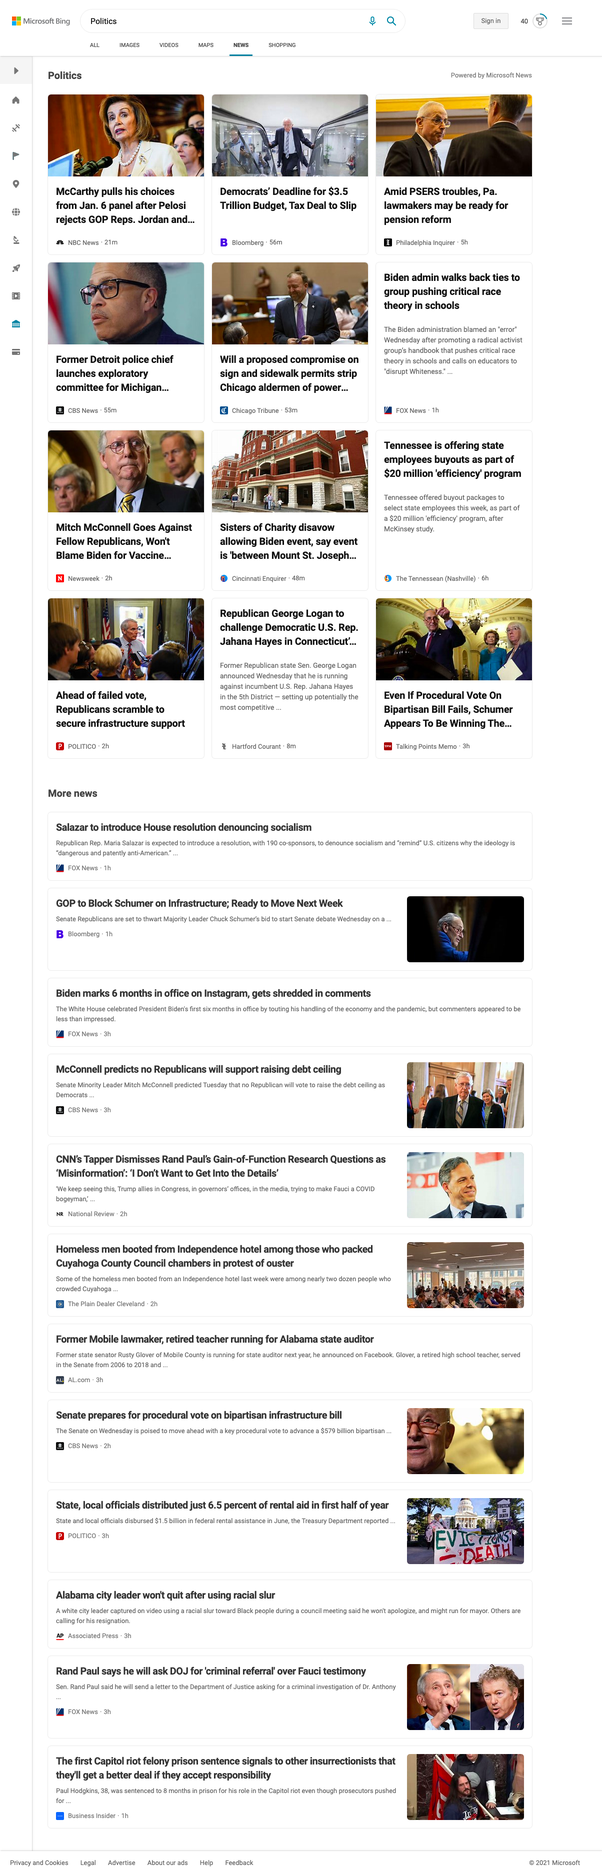 Microsoft Bing
Politics
Sign in
40
ALL
IMAGES
VIDEOS
MAPS
NEWS
SHOPPING
Politics
Powered by Microsoft News
McCarthy pulls his choices
from Jan. 6 panel after Pelosi
rejects GOP Reps. Jordan and...
NBC News · 21m
Democrats' Deadline for $3.5
Trillion Budget, Tax Deal to Slip
Bloomberg · 56m
Amid PSERS troubles, Pa.
lawmakers may be ready for
pension reform
Philadelphia Inquirer · 5h
Former Detroit police chief
launches exploratory
committee for Michigan...
CBS News · 55m
Will a proposed compromise on
sign and sidewalk permits strip
Chicago aldermen of power...
Chicago Tribune · 53m
Biden admin walks back ties to
group pushing critical race
theory in schools
The Biden administration blamed an "error"
Wednesday after promoting a radical activist
group's handbook that pushes critical race
theory in schools and calls on educators to
"disrupt Whiteness." ...
FOX News · 1h
Mitch McConnell Goes Against
Fellow Republicans, Won't
Blame Biden for Vaccine...
Newsweek · 2h
Sisters of Charity disavow
allowing Biden event, say event
is 'between Mount St. Joseph...
Cincinnati Enquirer · 48m
Tennessee is offering state
employees buyouts as part of
$20 million 'efficiency' program
Tennessee offered buyout packages to
select state employees this week, as part of
a $20 million 'efficiency' program, after
McKinsey study.
The Tennessean (Nashville) · 6h
Ahead of failed vote,
Republicans scramble to
secure infrastructure support
POLITICO · 2h
Republican George Logan to
challenge Democratic U.S. Rep.
Jahana Hayes in Connecticut'...
Former Republican state Sen. George Logan
announced Wednesday that he is running
against incumbent U.S. Rep. Jahana Hayes
in the 5th District — setting up potentially the
most competitive ...
Hartford Courant · 8m
Even If Procedural Vote On
Bipartisan Bill Fails, Schumer
Appears To Be Winning The...
Talking Points Memo · 3h
More news
Salazar to introduce House resolution denouncing socialism
Republican Rep. Maria Salazar is expected to introduce a resolution, with 190 co-sponsors, to denounce socialism and "remind" U.S. citizens why the ideology is
"dangerous and patently anti-American." ...
FOX News · 1h
GOP to Block Schumer on Infrastructure; Ready to Move Next Week
Senate Republicans are set to thwart Majority Leader Chuck Schumer's bid to start Senate debate Wednesday on a ...
Bloomberg · 1h
Biden marks 6 months in office on Instagram, gets shredded in comments
The White House celebrated President Biden's first six months in office by touting his handling of the economy and the pandemic, but commenters appeared to be
less than impressed.
FOX News · 3h
McConnell predicts no Republicans will support raising debt ceiling
Senate Minority Leader Mitch McConnell predicted Tuesday that no Republican will vote to raise the debt ceiling as
Democrats ...
CBS News · 3h
CNN's Tapper Dismisses Rand Paul's Gain-of-Function Research Questions as
'Misinformation': 'I Don't Want to Get Into the Details'
'We keep seeing this, Trump allies in Congress, in governors' offices, in the media, trying to make Fauci a COVID
bogeyman,' ...
NR National Review · 2h
Homeless men booted from Independence hotel among those who packed
Cuyahoga County Council chambers in protest of ouster
Some of the homeless men booted from an Independence hotel last week were among nearly two dozen people who
crowded Cuyahoga ...
The Plain Dealer Cleveland · 2h
Former Mobile lawmaker, retired teacher running for Alabama state auditor
Former state senator Rusty Glover of Mobile County is running for state auditor next year, he announced on Facebook. Glover, a retired high school teacher, served
in the Senate from 2006 to 2018 and ...
AL.com · 3h
Senate prepares for procedural vote on bipartisan infrastructure bill
The Senate on Wednesday is poised to move ahead with a key procedural vote to advance a $579 billion bipartisan ...
CBS News · 2h
State, local officials distributed just 6.5 percent of rental aid in first half of year
State and local officials disbursed $1.5 billion in federal rental assistance in June, the Treasury Department reported ...
POLITICO · 3h
EVICTIONS
= DEATH
Alabama city leader won't quit after using racial slur
A white city leader captured on video using a racial slur toward Black people during a council meeting said he won't apologize, and might run for mayor. Others are
calling for his resignation.
AP Associated Press · 3h
Rand Paul says he will ask DOJ for 'criminal referral' over Fauci testimony
Sen. Rand Paul said he will send a letter to the Department of Justice asking for a criminal investigation of Dr. Anthony
...
FOX News · 3h
The first Capitol riot felony prison sentence signals to other insurrectionists that
they'll get a better deal if they accept responsibility
Paul Hodgkins, 38, was sentenced to 8 months in prison for his role in the Capitol riot even though prosecutors pushed
for ...
Business Insider · 1h
Privacy and Cookies
Legal
Advertise
About our ads
Help
Feedback
© 2021 Microsoft